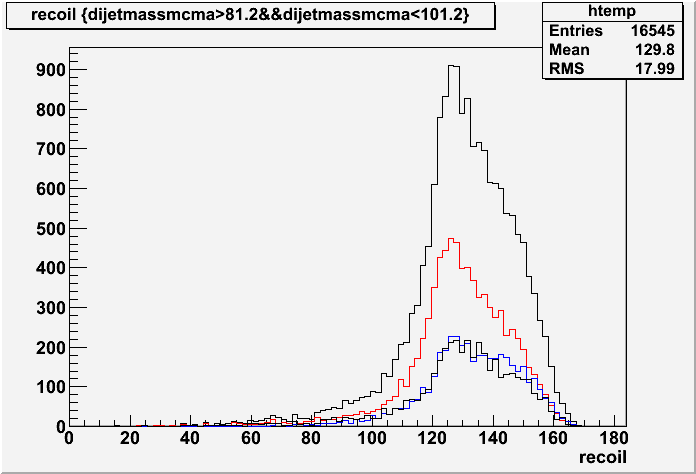 recoil {dijetmassmcma>81.2&&dijetmassmcma<101.2}
htemp
Entries 16545
Mean 129.8
RMS 17.99
900
800
700
600
500
400
300
200
100
0
0 20 40 60 80 100 120 140 160 180
recoil